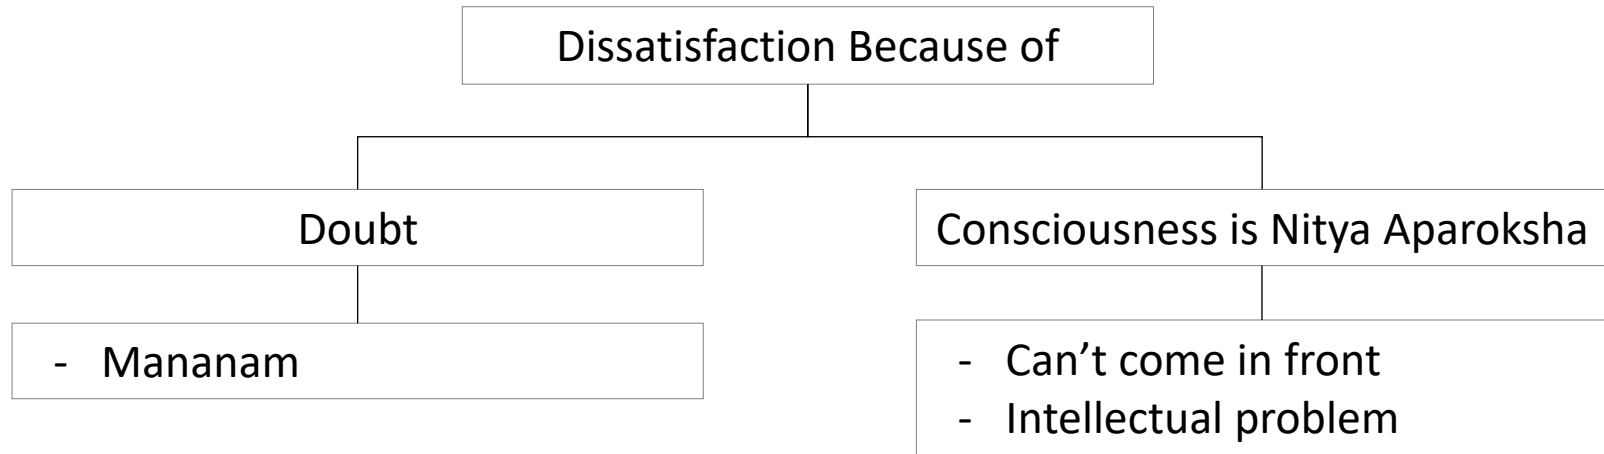 Dissatisfaction Because of
Doubt
Consciousness is Nitya Aparoksha
- Mananam
- Can’t come in front
- Intellectual problem